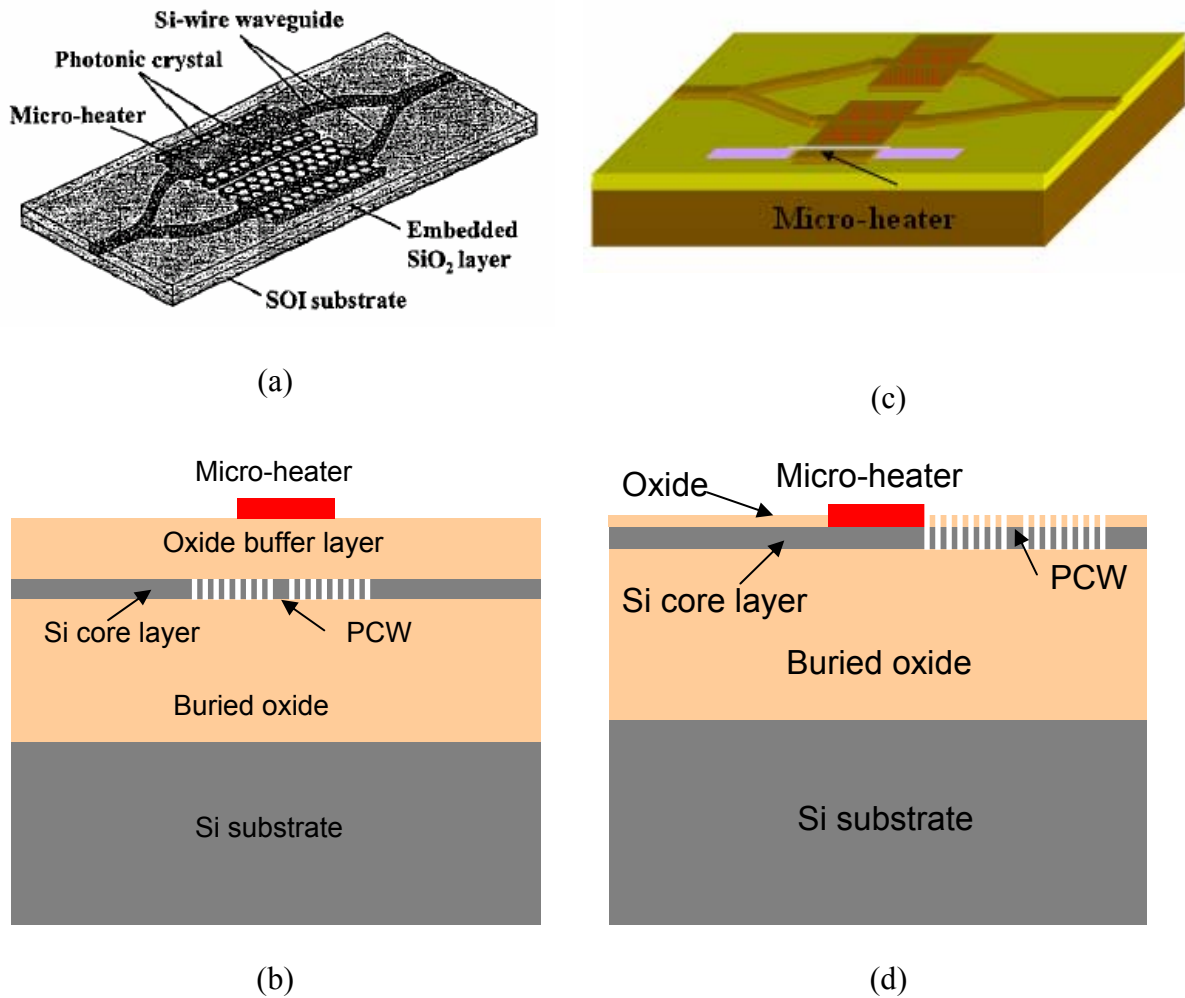 Si-wire waveguide
Photonic crystal
Micro-heater
Embedded
SiO₂ layer
SOI substrate
(a)
Micro-heater
(c)
Micro-heater
Oxide buffer layer
Si core layer
PCW
Buried oxide
Si substrate
(b)
Micro-heater
Oxide
PCW
Si core layer
Buried oxide
Si substrate
(d)